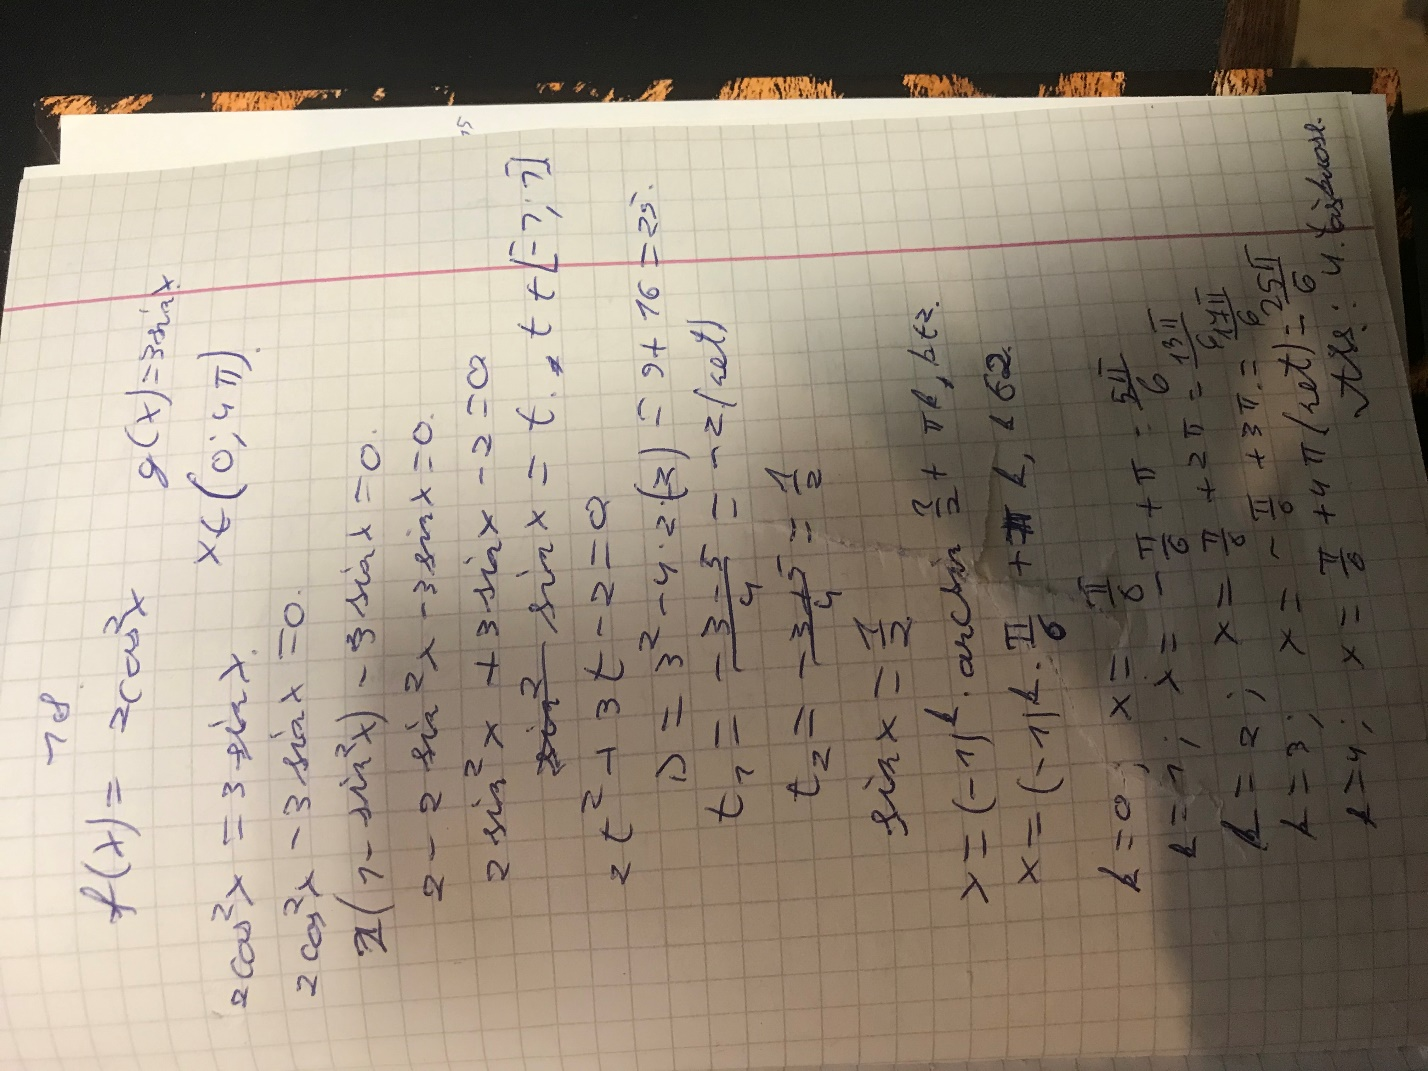 18.
f(x) = 2cos²x g(x)=3sinx.
x∈(0;4π).
2cos²x = 3sinx.
2cos²x - 3sinx = 0.
2(1-sin²x) - 3sinx = 0.
2 - 2sin²x - 3sinx = 0.
2sin²x + 3sinx - 2 = 0
sinx = t., t∈[-1;1]
2t² + 3t - 2 = 0
D = 3² - 4·2·(2) = 9 + 16 = 25.
t₁ = (-3-5)/4 = -2 (
t₂ = (-3+5)/4 = 1/2
sinx = 1/2
x = (-1)^k · arcsin 1/2 + πk, k∈z.
x = (-1)^k · π/6 + π k, k∈Z.
k=0; x = π/6
k=1; x = -π/6 + π = 5π/6
k=2; x = π/6 + 2π = 13π/6
k=3; x = -π/6 + 3π = 17π/6
k=4; x = π/6 + 4π ( ) = 25π/6
Atb.: 4
15